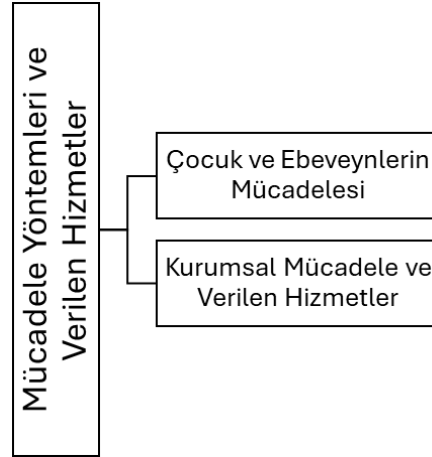 Mücadele Yöntemleri ve
Verilen Hizmetler
Çocuk ve Ebeveynlerin
Mücadelesi
Kurumsal Mücadele ve
Verilen Hizmetler